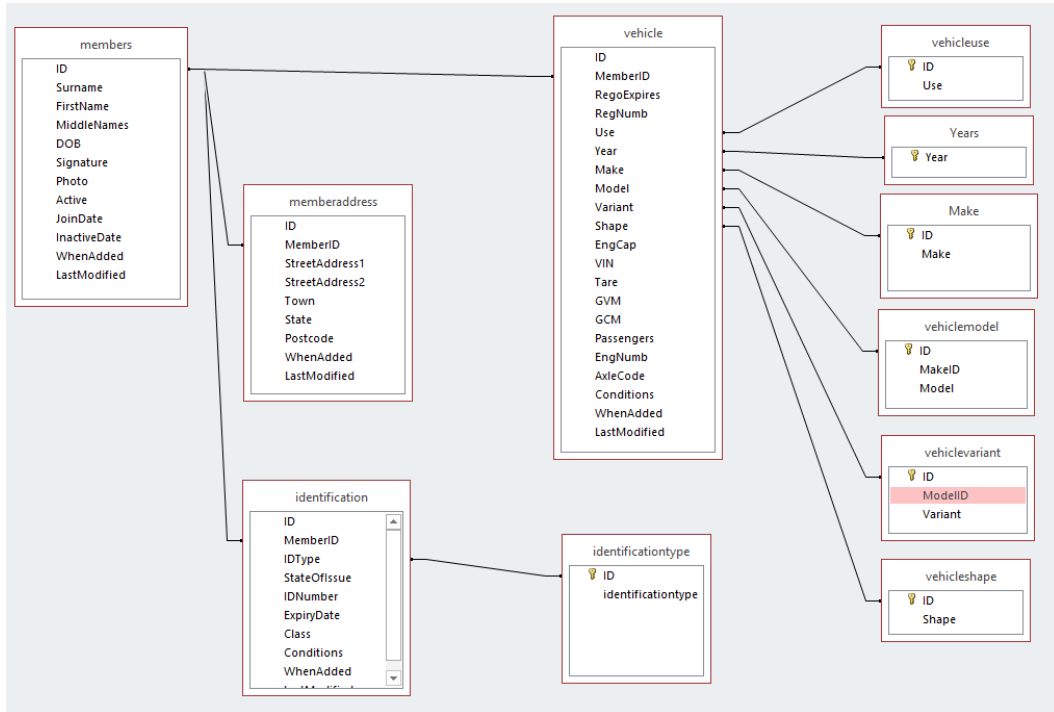 members
ID
Surname
FirstName
MiddleNames
DOB
Signature
Photo
Active
JoinDate
InactiveDate
WhenAdded
LastModified
memberaddress
ID
MemberID
StreetAddress1
StreetAddress2
Town
State
Postcode
WhenAdded
LastModified
identification
ID
MemberID
IDType
StateOfIssue
IDNumber
ExpiryDate
Class
Conditions
WhenAdded
identificationtype
ID
identificationtype
vehicle
ID
MemberID
RegoExpires
RegNumb
Use
Year
Make
Model
Variant
Shape
EngCap
VIN
Tare
GVM
GCM
Passengers
EngNumb
AxleCode
Conditions
WhenAdded
LastModified
vehicleuse
ID
Use
Years
Year
Make
ID
Make
vehiclemodel
ID
MakeID
Model
vehiclevariant
ID
ModelID
Variant
vehicleshape
ID
Shape